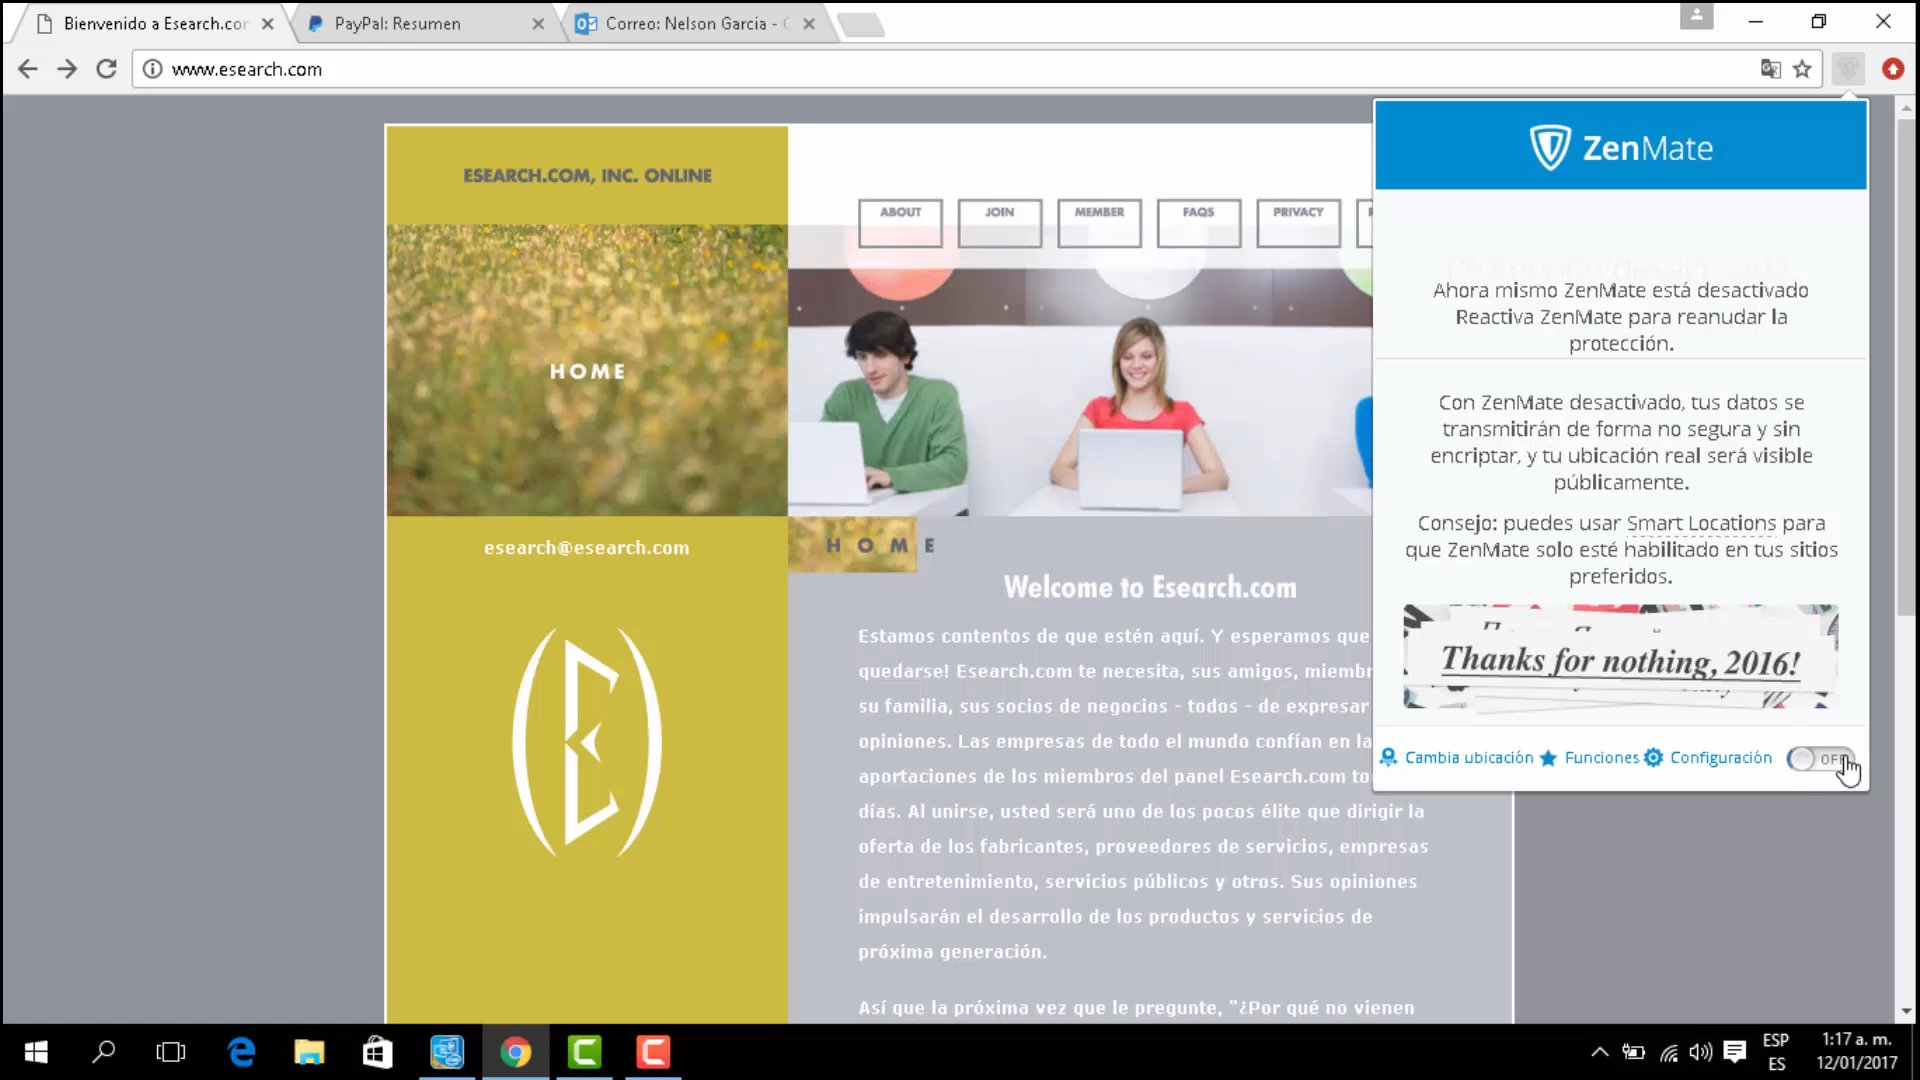 Bienvenido a Esearch.cor
PayPal: Resumen
Correo: Nelson Garcia -
www.esearch.com
ESEARCH.COM, INC. ONLINE
ABOUT
JOIN
MEMBER
FAQS
PRIVACY
HOME
esearch@esearch.com
HOME
Welcome to Esearch.com
Estamos contentos de que estén aquí. Y esperamos que
quedarse! Esearch.com te necesita, sus amigos, miemb
su familia, sus socios de negocios - todos - de expresar
opiniones. Las empresas de todo el mundo confían en la
aportaciones de los miembros del panel Esearch.com to
días. Al unirse, usted será uno de los pocos élite que dirigir la
oferta de los fabricantes, proveedores de servicios, empresas
de entretenimiento, servicios públicos y otros. Sus opiniones
impulsarán el desarrollo de los productos y servicios de
próxima generación.
Así que la próxima vez que le pregunte, "¿Por qué no vienen
ZenMate
Ahora mismo ZenMate está desactivado
Reactiva ZenMate para reanudar la
protección.
Con ZenMate desactivado, tus datos se
transmitirán de forma no segura y sin
encriptar, y tu ubicación real será visible
públicamente.
Consejo: puedes usar Smart Locations para
que ZenMate solo esté habilitado en tus sitios
preferidos.
Thanks for nothing, 2016!
Cambia ubicación
Funciones
Configuración
OFF
ESP
ES
1:17 a. m.
12/01/2017